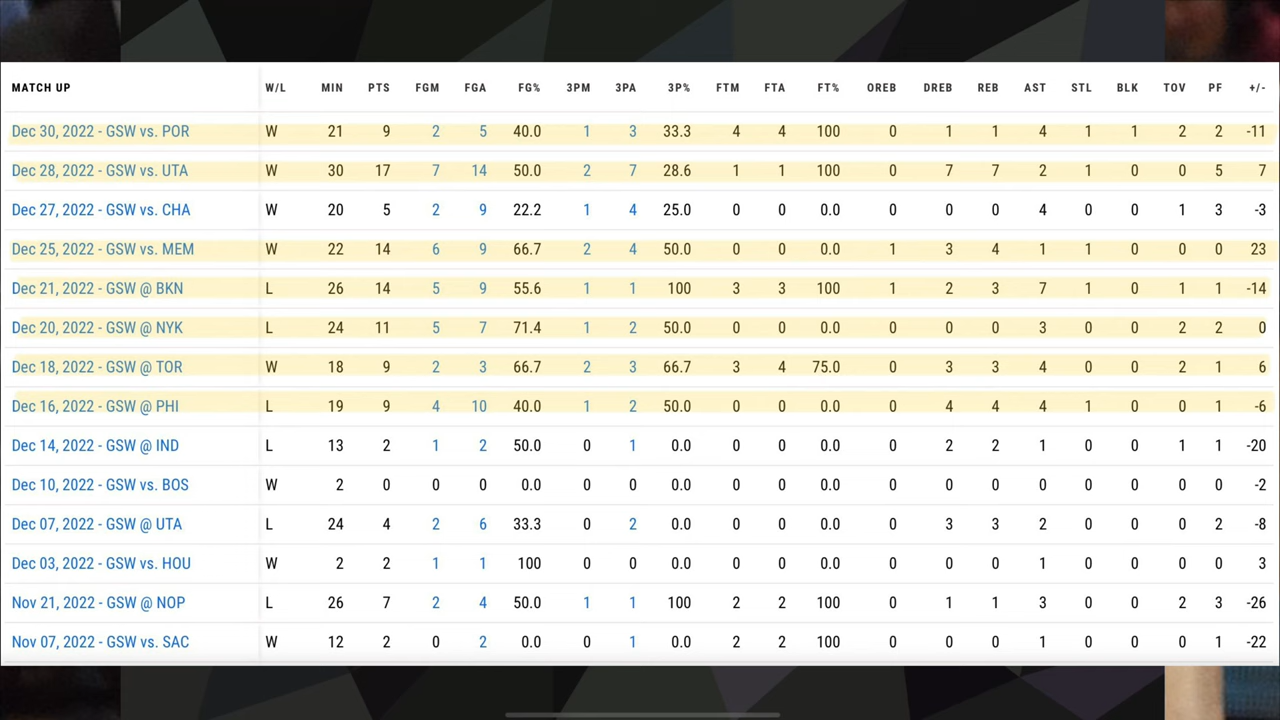 MATCH UP W/L MIN PTS FGM FGA FG% 3PM 3PA 3P% FTM FTA FT% OREB DREB REB AST STL BLK TOV PF +/-
Dec 30, 2022 - GSW vs. POR W 21 9 2 5 40.0 1 3 33.3 4 4 100 0 1 1 4 1 1 2 2 -11
Dec 28, 2022 - GSW vs. UTA W 30 17 7 14 50.0 2 7 28.6 1 1 100 0 7 7 2 1 0 0 5 7
Dec 27, 2022 - GSW vs. CHA W 20 5 2 9 22.2 1 4 25.0 0 0 0.0 0 0 0 4 0 0 1 3 -3
Dec 25, 2022 - GSW vs. MEM W 22 14 6 9 66.7 2 4 50.0 0 0 0.0 1 3 4 1 1 0 0 0 23
Dec 21, 2022 - GSW @ BKN L 26 14 5 9 55.6 1 1 100 3 3 100 1 2 3 7 1 0 1 1 -14
Dec 20, 2022 - GSW @ NYK L 24 11 5 7 71.4 1 2 50.0 0 0 0.0 0 0 0 3 0 0 2 2 0
Dec 18, 2022 - GSW @ TOR W 18 9 2 3 66.7 2 3 66.7 3 4 75.0 0 3 3 4 0 0 2 1 6
Dec 16, 2022 - GSW @ PHI L 19 9 4 10 40.0 1 2 50.0 0 0 0.0 0 4 4 4 1 0 0 1 -6
Dec 14, 2022 - GSW @ IND L 13 2 1 2 50.0 0 1 0.0 0 0 0.0 0 2 2 1 0 0 1 1 -20
Dec 10, 2022 - GSW vs. BOS W 2 0 0 0 0.0 0 0 0.0 0 0 0.0 0 0 0 0 0 0 0 0 -2
Dec 07, 2022 - GSW @ UTA L 24 4 2 6 33.3 0 2 0.0 0 0 0.0 0 3 3 2 0 0 0 2 -8
Dec 03, 2022 - GSW vs. HOU W 2 2 1 1 100 0 0 0.0 0 0 0.0 0 0 0 1 0 0 0 0 3
Nov 21, 2022 - GSW @ NOP L 26 7 2 4 50.0 1 1 100 2 2 100 0 1 1 3 0 0 2 3 -26
Nov 07, 2022 - GSW vs. SAC W 12 2 0 2 0.0 0 1 0.0 2 2 100 0 0 0 1 0 0 0 1 -22